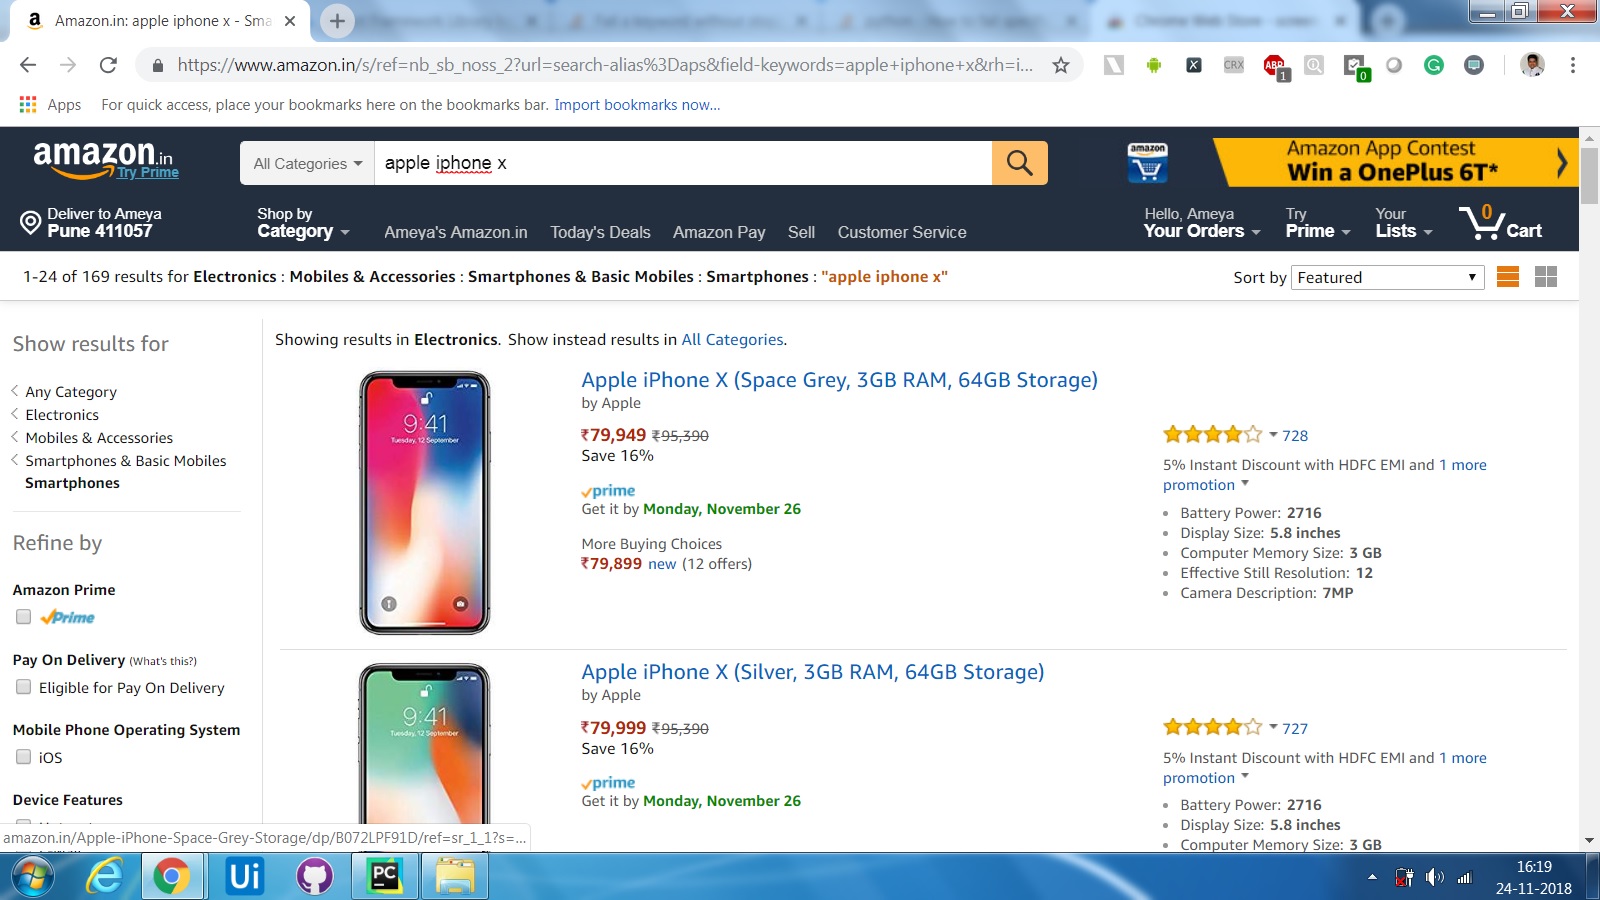 Amazon.in: apple iphone x - Sma
https://www.amazon.in/s/ref=nb_sb_noss_2?url=search-alias%3Daps&field-keywords=apple+iphone+x&rh=i...
CRX
ABP
1
0
Apps For quick access, place your bookmarks here on the bookmarks bar. Import bookmarks now...
amazon.in
Try Prime
All Categories
apple iphone x
amazon
Amazon App Contest
Win a OnePlus 6T*
Deliver to Ameya
Pune 411057
Shop by
Category
Ameya's Amazon.in Today's Deals Amazon Pay Sell Customer Service
Hello, Ameya
Your Orders
Try
Prime
Your
Lists
0
Cart
1-24 of 169 results for Electronics : Mobiles & Accessories : Smartphones & Basic Mobiles : Smartphones : "apple iphone x"
Sort by Featured
Show results for
Any Category
Electronics
Mobiles & Accessories
Smartphones & Basic Mobiles
Smartphones
Refine by
Amazon Prime
Prime
Pay On Delivery (What's this?)
Eligible for Pay On Delivery
Mobile Phone Operating System
iOS
Device Features
Showing results in Electronics. Show instead results in All Categories.
9:41
Tuesday, 12 September
Apple iPhone X (Space Grey, 3GB RAM, 64GB Storage)
by Apple
₹79,949 ₹95,390
Save 16%
prime
Get it by Monday, November 26
More Buying Choices
₹79,899 new (12 offers)
728
5% Instant Discount with HDFC EMI and 1 more
promotion
Battery Power: 2716
Display Size: 5.8 inches
Computer Memory Size: 3 GB
Effective Still Resolution: 12
Camera Description: 7MP
9:41
Tuesday, 12 September
Apple iPhone X (Silver, 3GB RAM, 64GB Storage)
by Apple
₹79,999 ₹95,390
Save 16%
prime
Get it by Monday, November 26
727
5% Instant Discount with HDFC EMI and 1 more
promotion
Battery Power: 2716
Display Size: 5.8 inches
Computer Memory Size: 3 GB
amazon.in/Apple-iPhone-Space-Grey-Storage/dp/B072LPF91D/ref=sr_1_1?s=...
Ui
PC
16:19
24-11-2018